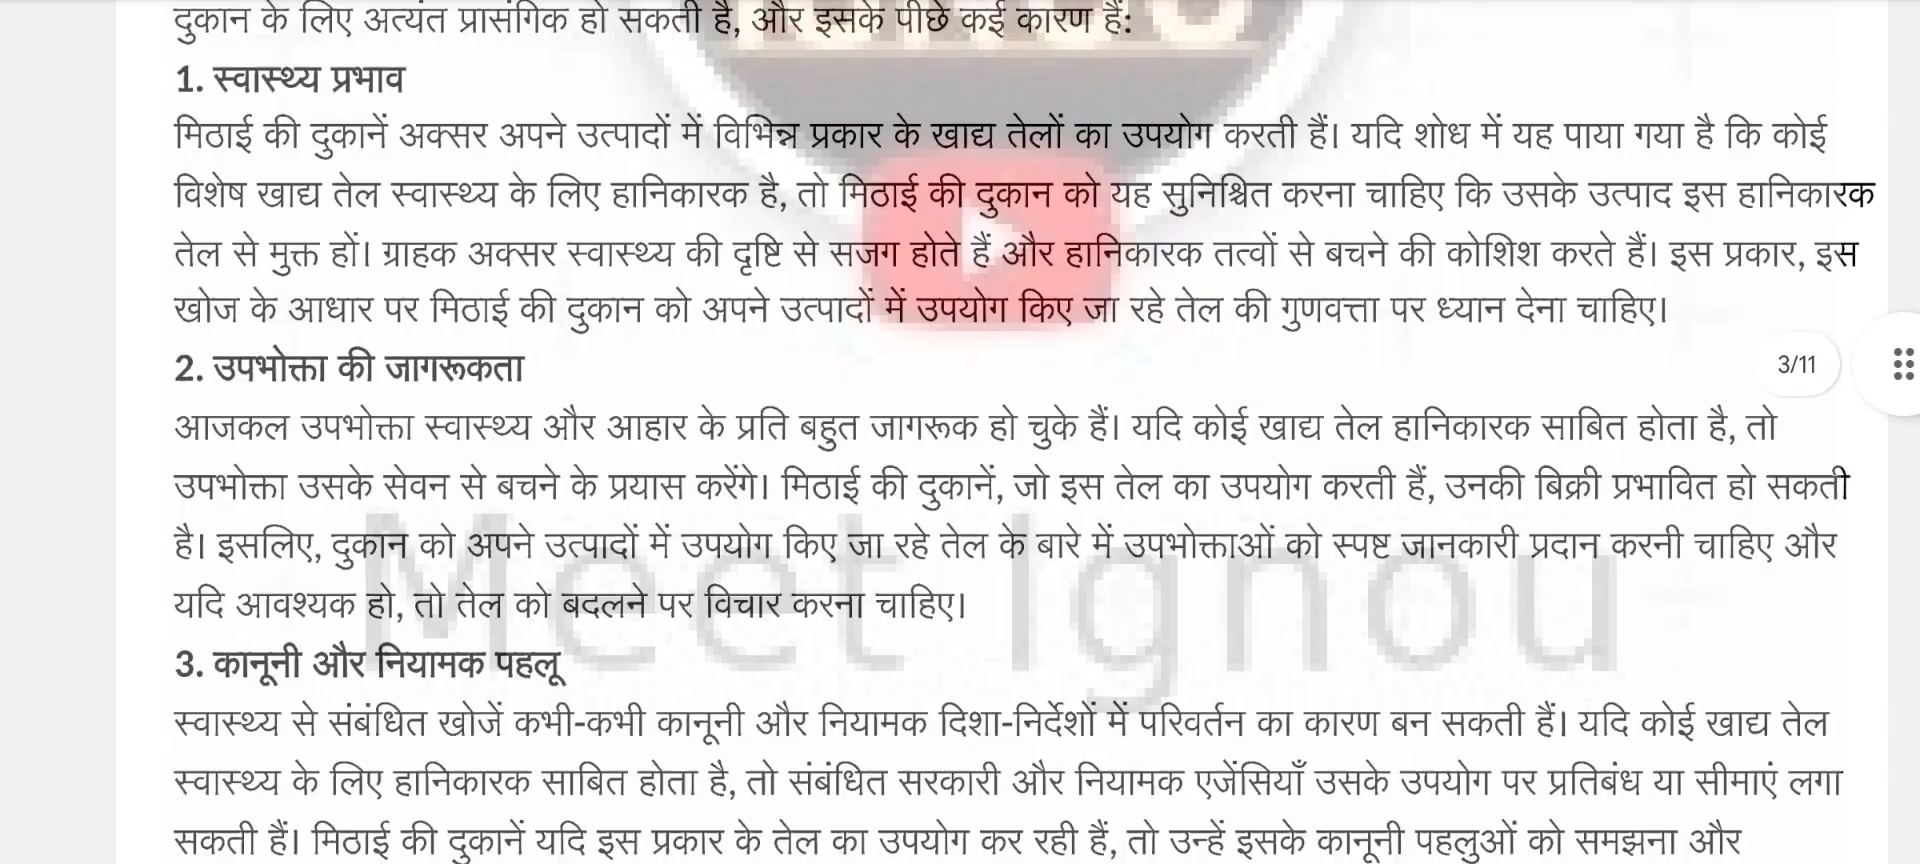 दुकान के लिए अत्यंत प्रासंगिक हो सकती है, और इसके पीछे कई कारण हैं:
1. स्वास्थ्य प्रभाव
मिठाई की दुकानें अक्सर अपने उत्पादों में विभिन्न प्रकार के खाद्य तेलों का उपयोग करती हैं। यदि शोध में यह पाया गया है कि कोई
विशेष खाद्य तेल स्वास्थ्य के लिए हानिकारक है, तो मिठाई की दुकान को यह सुनिश्चित करना चाहिए कि उसके उत्पाद इस हानिकारक
तेल से मुक्त हों। ग्राहक अक्सर स्वास्थ्य की दृष्टि से सजग होते हैं और हानिकारक तत्वों से बचने की कोशिश करते हैं। इस प्रकार, इस
खोज के आधार पर मिठाई की दुकान को अपने उत्पादों में उपयोग किए जा रहे तेल की गुणवत्ता पर ध्यान देना चाहिए।
2. उपभोक्ता की जागरूकता
3/11
आजकल उपभोक्ता स्वास्थ्य और आहार के प्रति बहुत जागरूक हो चुके हैं। यदि कोई खाद्य तेल हानिकारक साबित होता है, तो
उपभोक्ता उसके सेवन से बचने के प्रयास करेंगे। मिठाई की दुकानें, जो इस तेल का उपयोग करती हैं, उनकी बिक्री प्रभावित हो सकती
है। इसलिए, दुकान को अपने उत्पादों में उपयोग किए जा रहे तेल के बारे में उपभोक्ताओं को स्पष्ट जानकारी प्रदान करनी चाहिए और
यदि आवश्यक हो, तो तेल को बदलने पर विचार करना चाहिए।
Meet Ignou
3. कानूनी और नियामक पहलू
स्वास्थ्य से संबंधित खोजें कभी-कभी कानूनी और नियामक दिशा-निर्देशों में परिवर्तन का कारण बन सकती हैं। यदि कोई खाद्य तेल
स्वास्थ्य के लिए हानिकारक साबित होता है, तो संबंधित सरकारी और नियामक एजेंसियाँ उसके उपयोग पर प्रतिबंध या सीमाएं लगा
सकती हैं। मिठाई की दुकानें यदि इस प्रकार के तेल का उपयोग कर रही हैं, तो उन्हें इसके कानूनी पहलुओं को समझना और